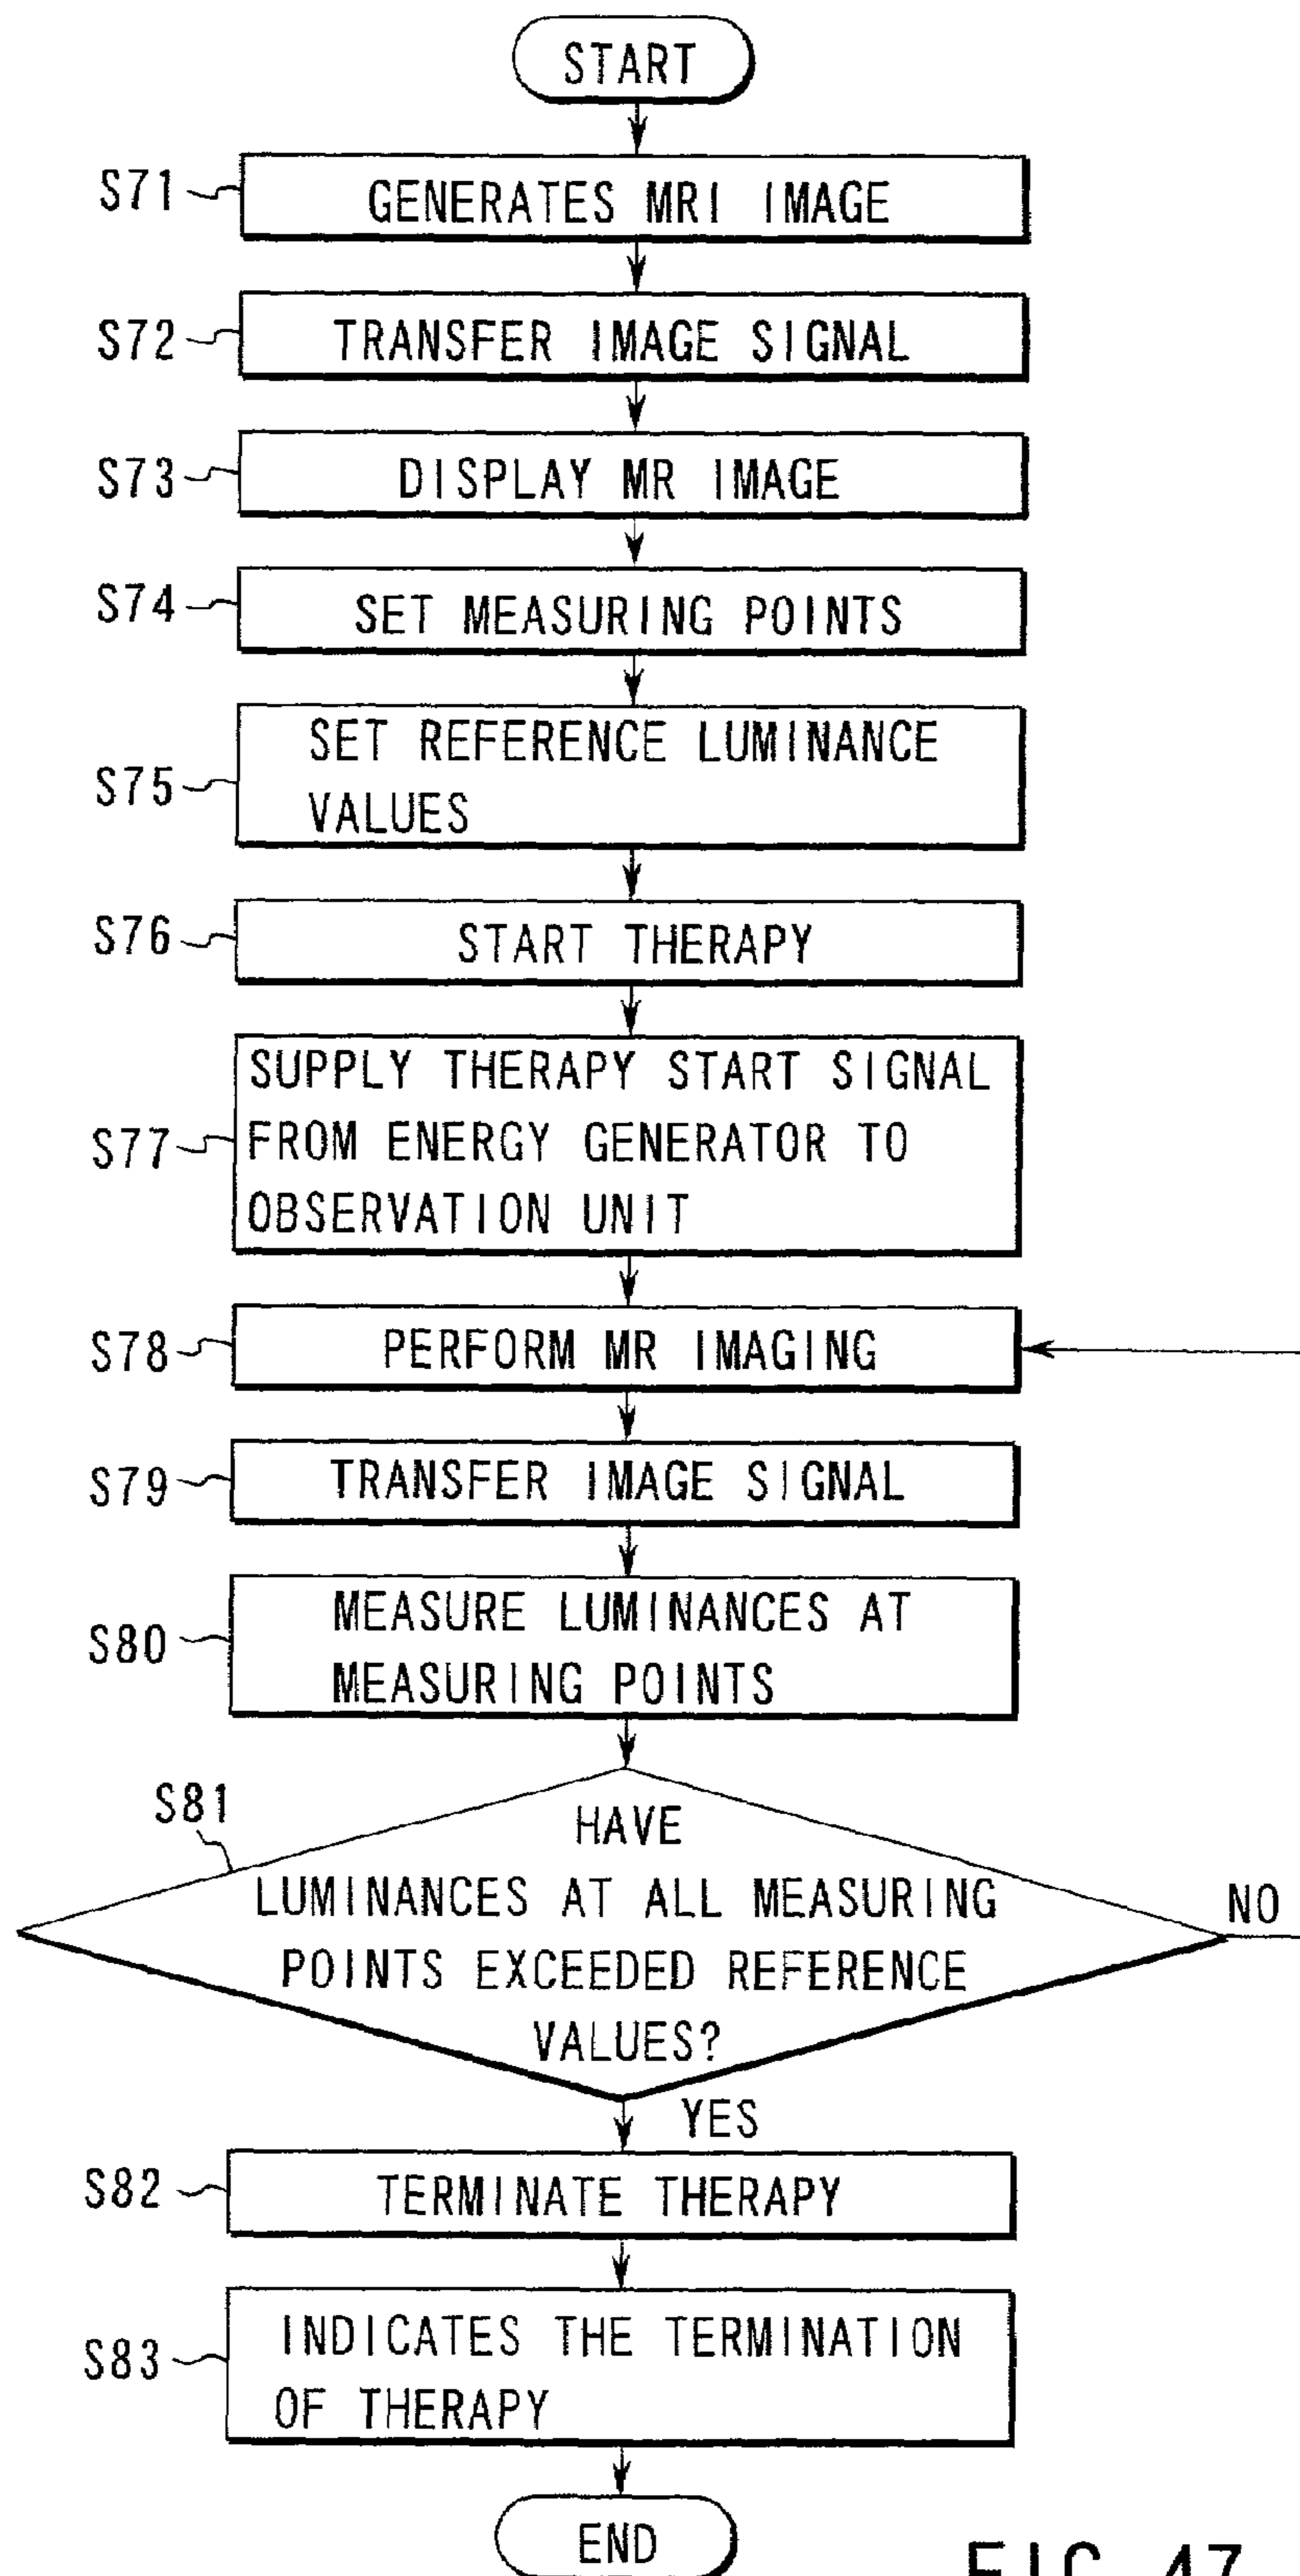 START
S71
GENERATES MRI IMAGE
S72
TRANSFER IMAGE SIGNAL
S73
DISPLAY MR IMAGE
S74
SET MEASURING POINTS
S75
SET REFERENCE LUMINANCE
VALUES
S76
START THERAPY
S77
SUPPLY THERAPY START SIGNAL
FROM ENERGY GENERATOR TO
OBSERVATION UNIT
S78
PERFORM MR IMAGING
S79
TRANSFER IMAGE SIGNAL
S80
MEASURE LUMINANCES AT
MEASURING POINTS
S81
HAVE
LUMINANCES AT ALL MEASURING
POINTS EXCEEDED REFERENCE
VALUES?
NO
YES
S82
TERMINATE THERAPY
S83
INDICATES THE TERMINATION
OF THERAPY
END
FIG. 47